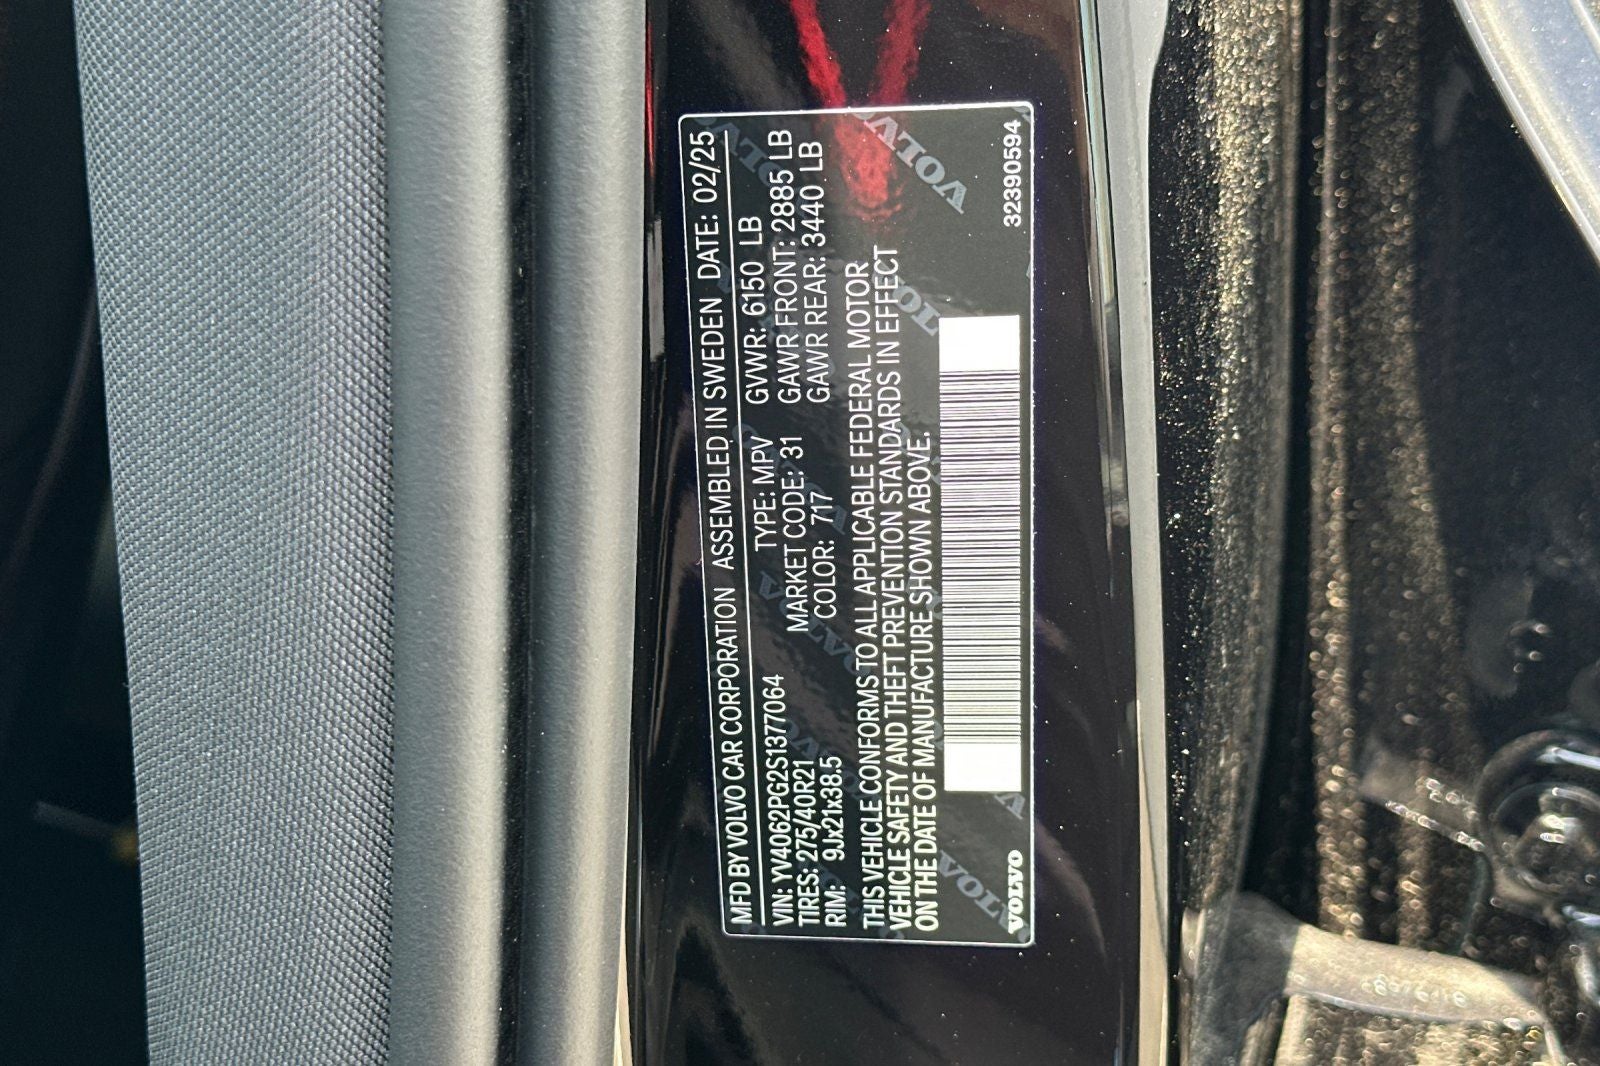 MFD BY VOLVO CAR CORPORATION ASSEMBLED IN SWEDEN DATE: 02/25
VIN: YV4062PG2S1377064 TYPE: MPV GVWR: 6150 LB
TIRES: 275/40R21 MARKET CODE: 31 GAWR FRONT: 2885 LB
RIM: 9Jx21x38.5 COLOR: 717 GAWR REAR: 3440 LB
THIS VEHICLE CONFORMS TO ALL APPLICABLE FEDERAL MOTOR
VEHICLE SAFETY AND THEFT PREVENTION STANDARDS IN EFFECT
ON THE DATE OF MANUFACTURE SHOWN ABOVE.
VOLVO 32390594